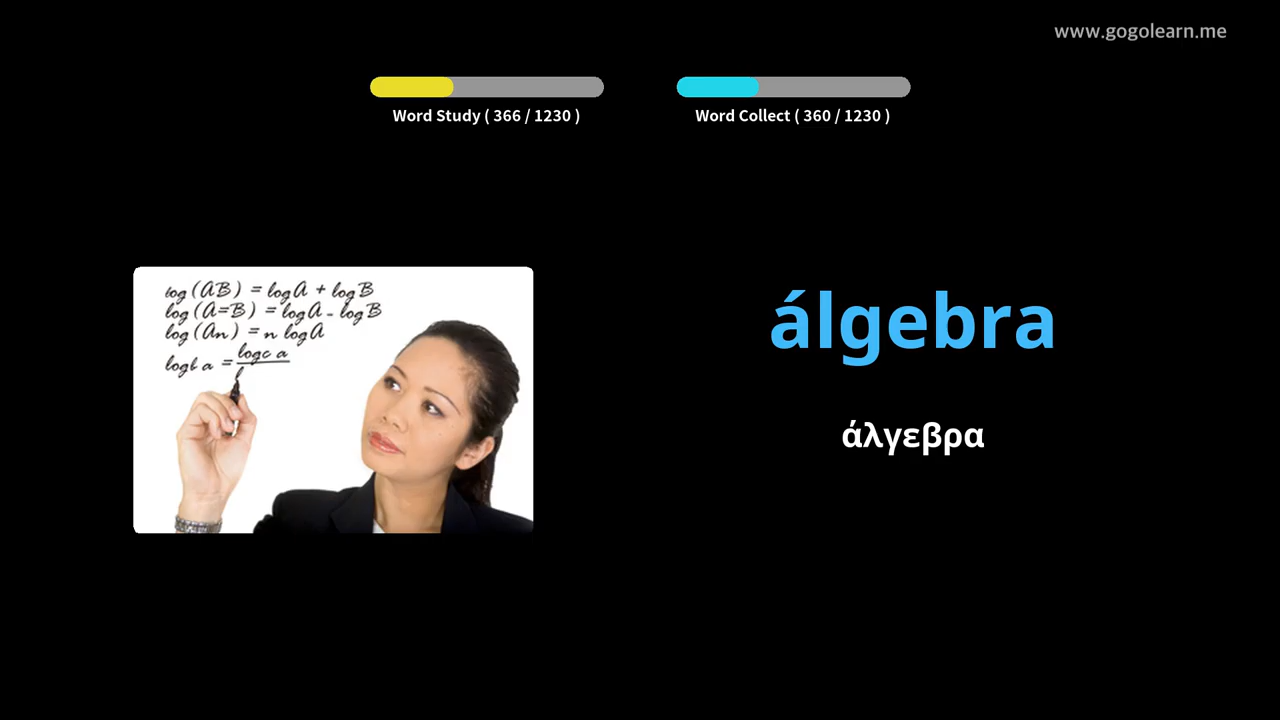 www.gogolearn.me
Word Study ( 366 / 1230 )
Word Collect ( 360 / 1230 )
log (AB) = log A + log B
log (A=B) = log A - log B
log (An) = n log A
logb a = logc a
álgebra
άλγεβρα